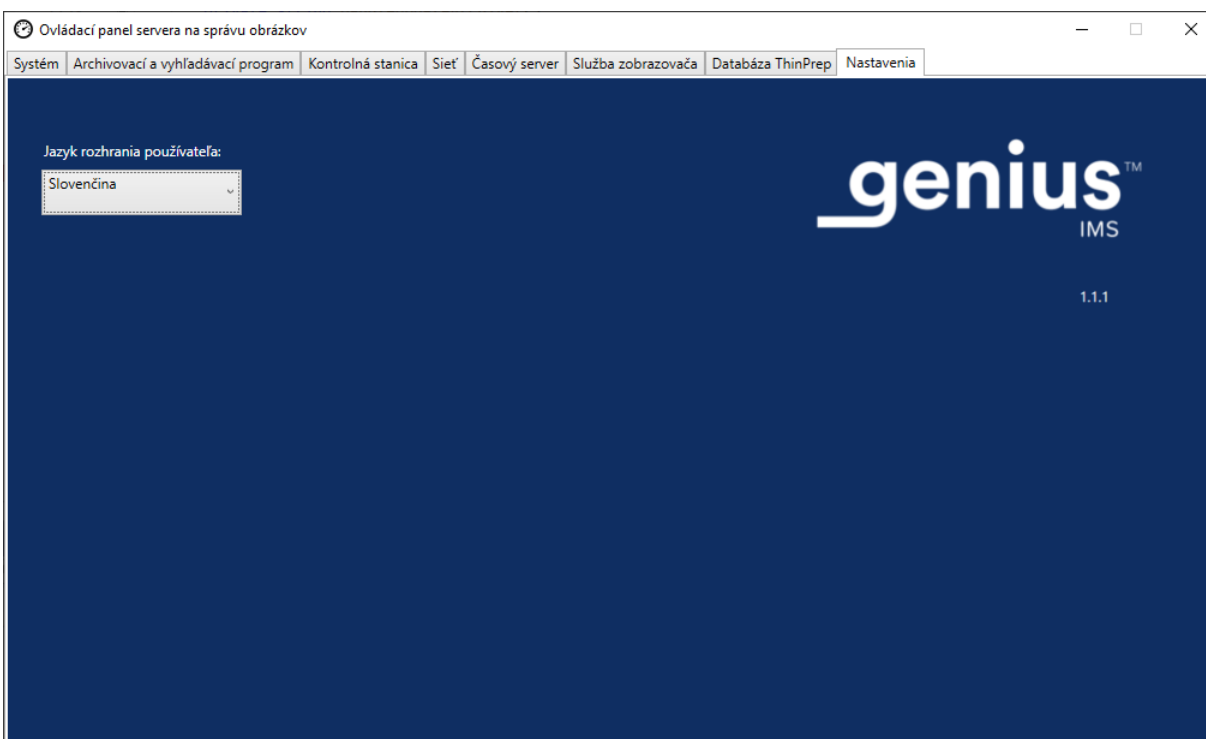 Ovládací panel servera na správu obrázkov
Systém Archivovací a vyhľadávací program Kontrolná stanica Sieť Časový server Služba zobrazovača Databáza ThinPrep Nastavenia
Jazyk rozhrania používateľa:
Slovenčina
genius™
IMS
1.1.1